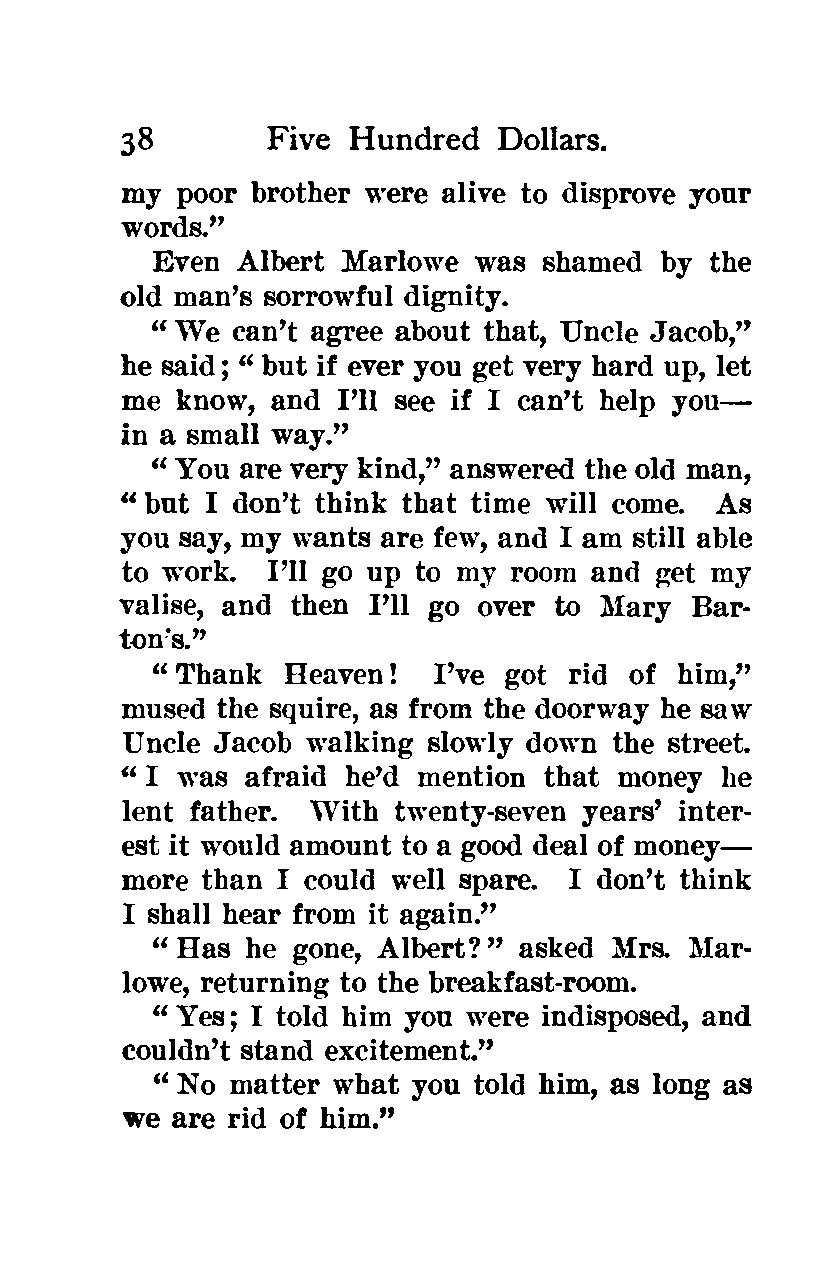 38 Five Hundred Dollars.
my poor brother were alive to disprove your
words.”
Even Albert Marlowe was shamed by the
old man’s sorrowful dignity.
“ We can’t agree about that, Uncle Jacob,”
he said; “ but if ever you get very hard up, let
me know, and I’ll see if I can’t help you—
in a small way.”
“ You are very kind,” answered the old man,
“ but I don’t think that time will come. As
you say, my wants are few, and I am still able
to work. I’ll go up to my room and get my
valise, and then I’ll go over to Mary Bar-
ton’s.”
“ Thank Heaven! I’ve got rid of him,”
mused the squire, as from the doorway he saw
Uncle Jacob walking slowly down the street.
“ I was afraid he’d mention that money he
lent father. With twenty-seven years’ inter-
est it would amount to a good deal of money—
more than I could well spare. I don’t think
I shall hear from it again.”
“ Has he gone, Albert? ” asked Mrs. Mar-
lowe, returning to the breakfast-room.
“ Yes; I told him you were indisposed, and
couldn’t stand excitement.”
“ No matter what you told him, as long as
we are rid of him.”